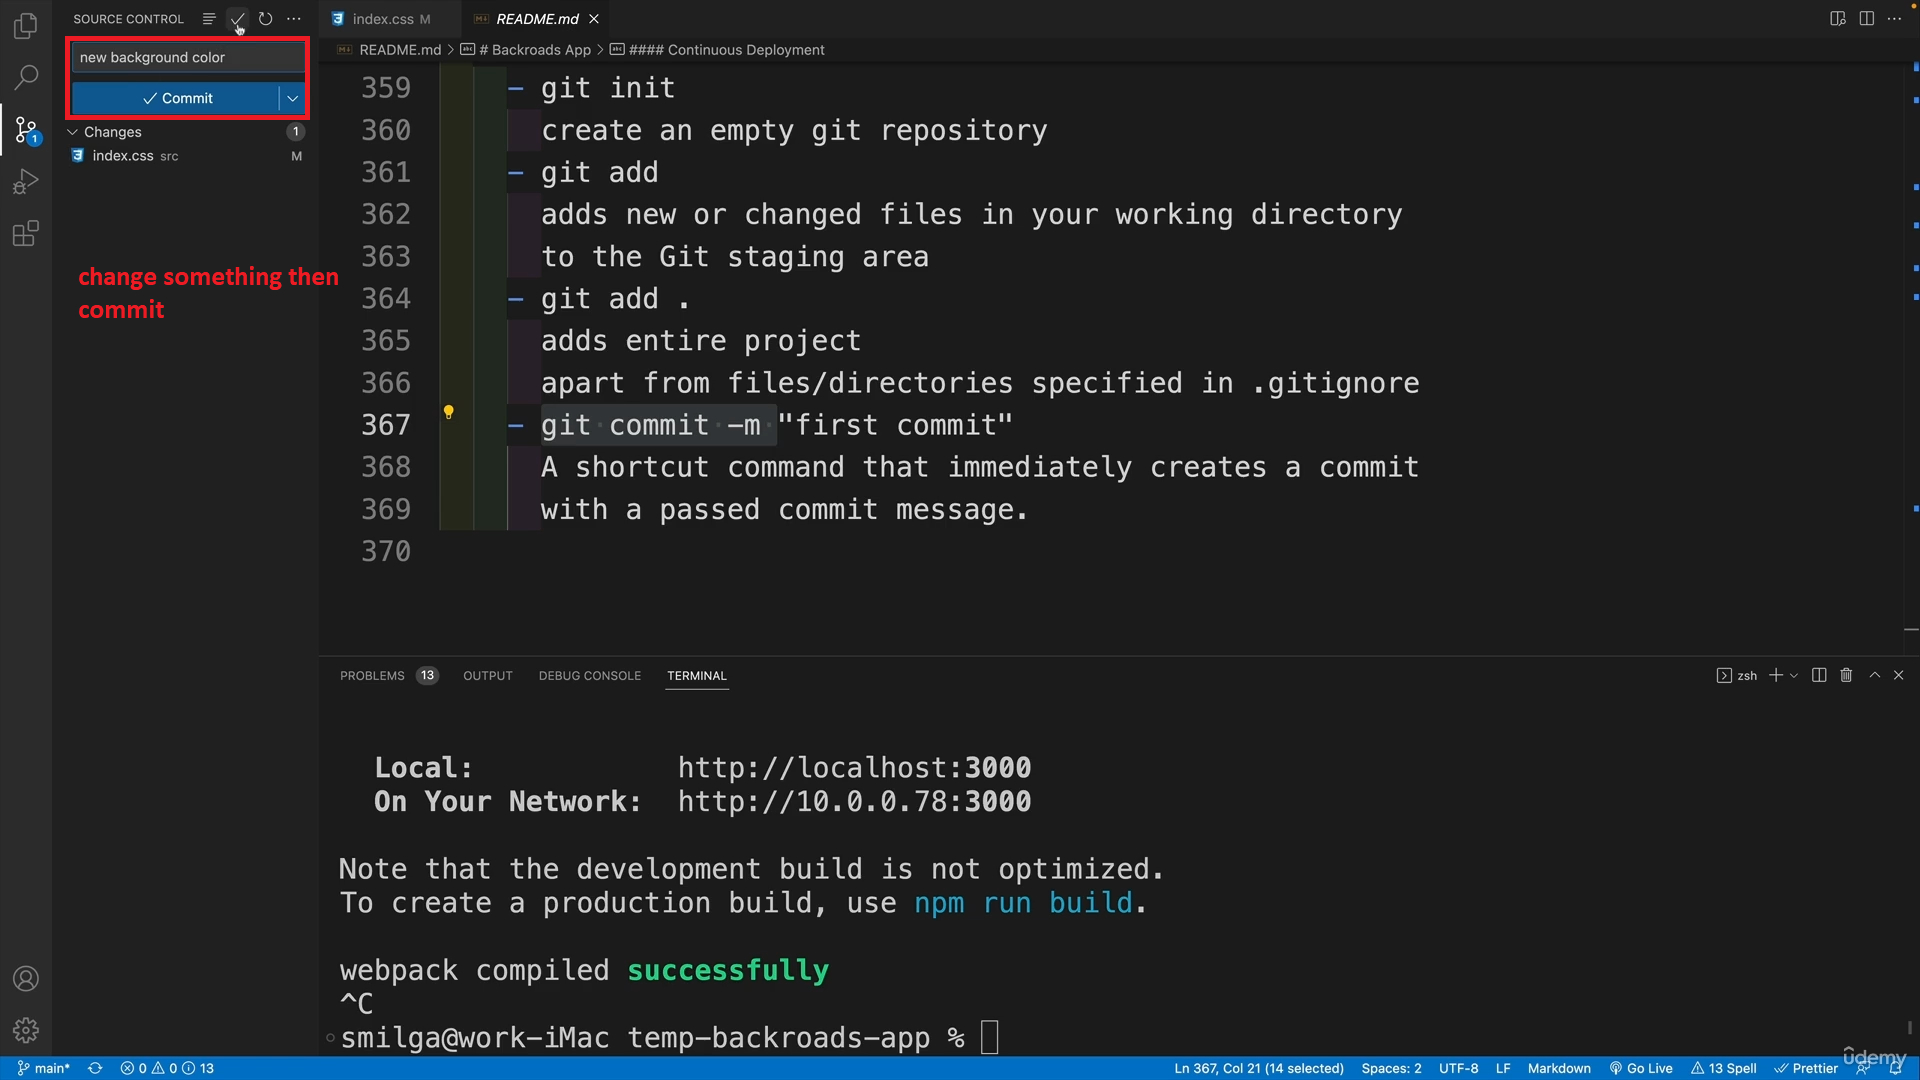 SOURCE CONTROL
new background color
Commit
Changes 1
index.css src M
change something then
commit
index.css M
README.md
README.md > # Backroads App > #### Continuous Deployment
359 - git init
360 create an empty git repository
361 - git add
362 adds new or changed files in your working directory
363 to the Git staging area
364 - git add .
365 adds entire project
366 apart from files/directories specified in .gitignore
367 - git commit -m "first commit"
368 A shortcut command that immediately creates a commit
369 with a passed commit message.
370
PROBLEMS 13 OUTPUT DEBUG CONSOLE TERMINAL
zsh
Local: http://localhost:3000
On Your Network: http://10.0.0.78:3000
Note that the development build is not optimized.
To create a production build, use npm run build.
webpack compiled successfully
^C
smilga@work-iMac temp-backroads-app %
main* 0 0 13
Ln 367, Col 21 (14 selected) Spaces: 2 UTF-8 LF Markdown Go Live 13 Spell Prettier
1
ûdemy